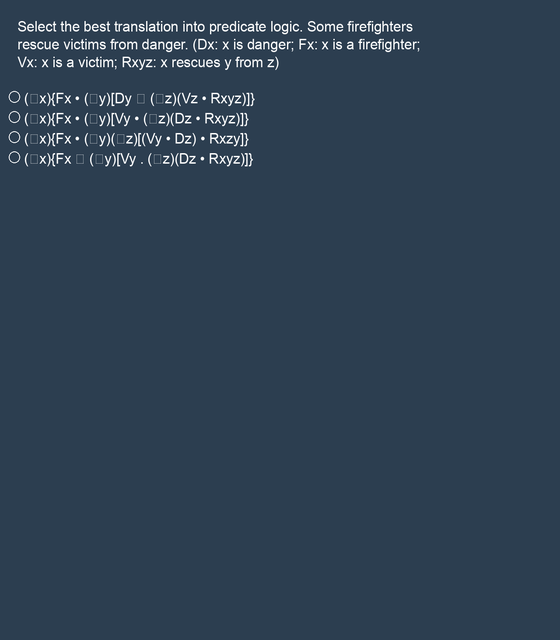 Select the best translation into predicate logic. Some firefighters
rescue victims from danger. (Dx: x is danger; Fx: x is a firefighter;
Vx: x is a victim; Rxyz: x rescues y from z)
(□x){Fx • (□y)[Dy □ (□z)(Vz • Rxyz)]}
(□x){Fx • (□y)[Vy • (□z)(Dz • Rxyz)]}
(□x){Fx • (□y)(□z)[(Vy • Dz) • Rxzy]}
(□x){Fx □ (□y)[Vy . (□z)(Dz • Rxyz)]}